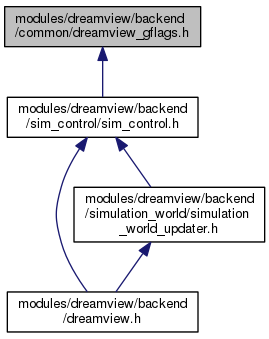 modules/dreamview/backend
/common/dreamview_gflags.h
modules/dreamview/backend
/sim_control/sim_control.h
modules/dreamview/backend
/simulation_world/simulation
_world_updater.h
modules/dreamview/backend
/dreamview.h